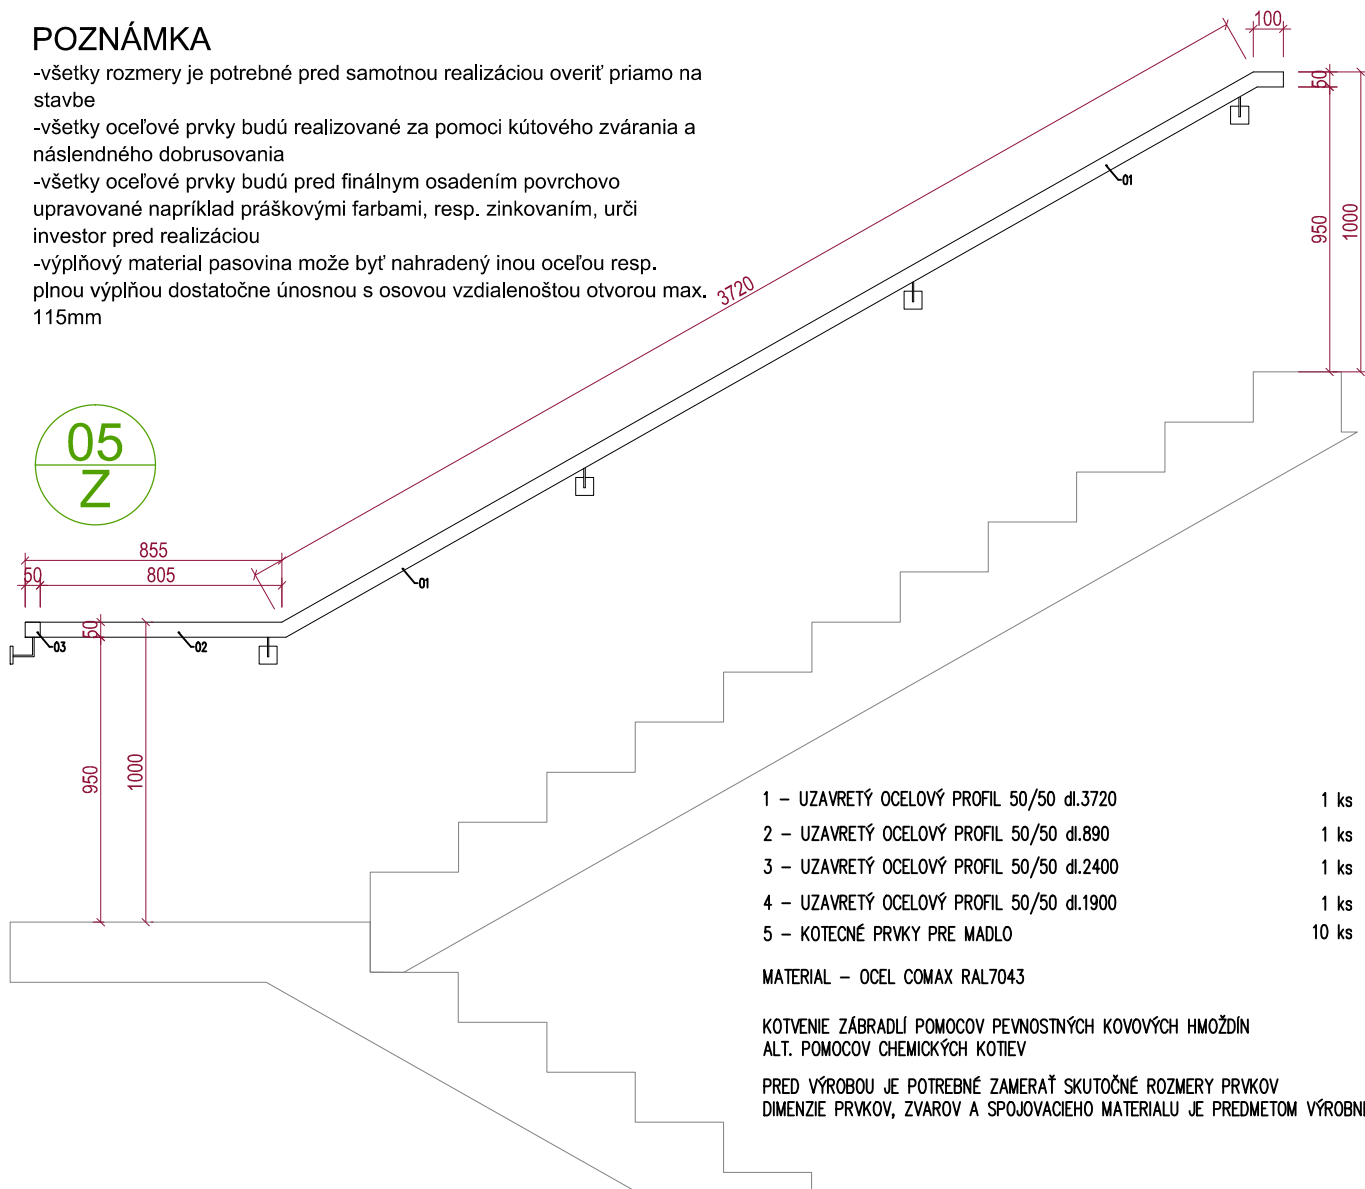 POZNÁMKA
-všetky rozmery je potrebné pred samotnou realizáciou overiť priamo na
stavbe
-všetky oceľové prvky budú realizované za pomoci kútového zvárania a
náslendného dobrusovania
-všetky oceľové prvky budú pred finálnym osadením povrchovo
upravované napríklad práškovými farbami, resp. zinkovaním, urči
investor pred realizáciou
-výplňový material pasovina može byť nahradený inou oceľou resp.
plnou výplňou dostatočne únosnou s osovou vzdialenoštou otvorou max.
115mm
100
50
950
1000
01
3720
05
Z
855
50
805
01
50
03
02
950
1000
1 – UZAVRETÝ OCELOVÝ PROFIL 50/50 dl.3720 1 ks
2 – UZAVRETÝ OCELOVÝ PROFIL 50/50 dl.890 1 ks
3 – UZAVRETÝ OCELOVÝ PROFIL 50/50 dl.2400 1 ks
4 – UZAVRETÝ OCELOVÝ PROFIL 50/50 dl.1900 1 ks
5 – KOTECNÉ PRVKY PRE MADLO 10 ks
MATERIAL – OCEL COMAX RAL7043
KOTVENIE ZÁBRADLÍ POMOCOV PEVNOSTNÝCH KOVOVÝCH HMOŽDÍN
ALT. POMOCOV CHEMICKÝCH KOTIEV
PRED VÝROBOU JE POTREBNÉ ZAMERAŤ SKUTOČNÉ ROZMERY PRVKOV
DIMENZIE PRVKOV, ZVAROV A SPOJOVACIEHO MATERIALU JE PREDMETOM